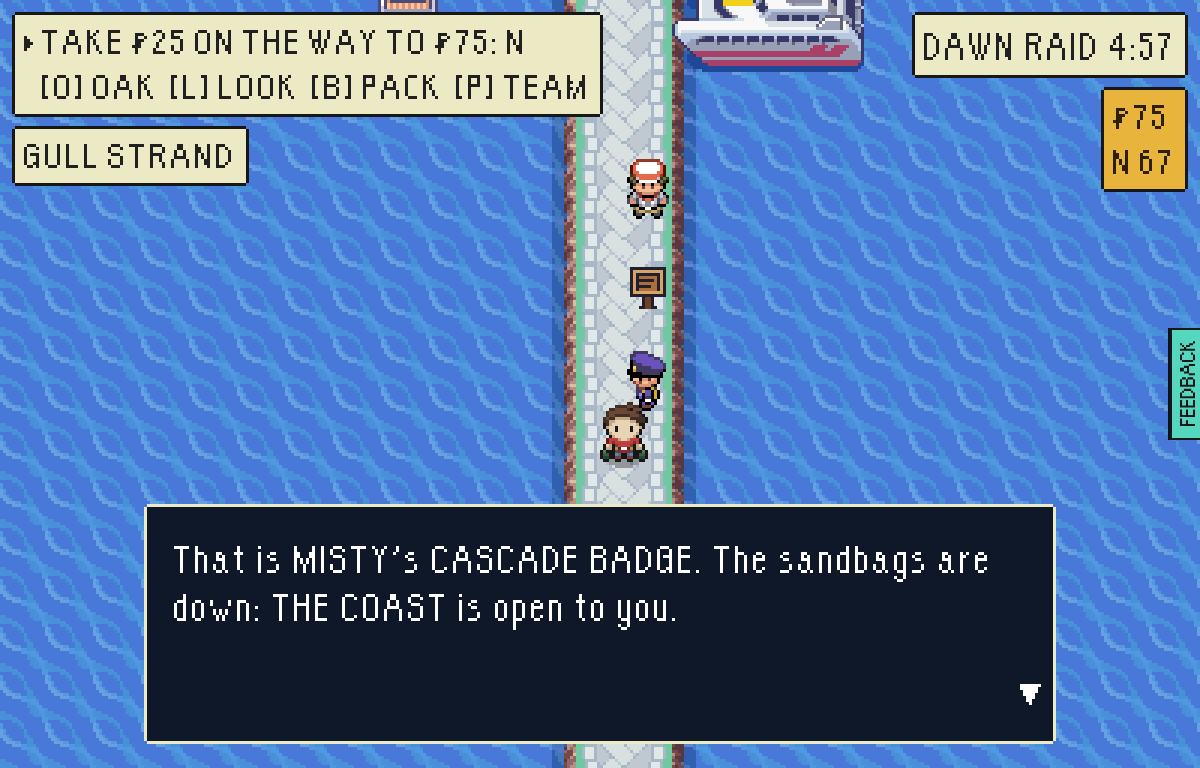 ▸TAKE ₽25 ON THE WAY TO ₽75: N
[O] OAK [L] LOOK [B] PACK [P] TEAM
GULL STRAND
DAWN RAID 4:57
₽75
N 67
FEEDBACK
That is MISTY's CASCADE BADGE. The sandbags are
down: THE COAST is open to you.